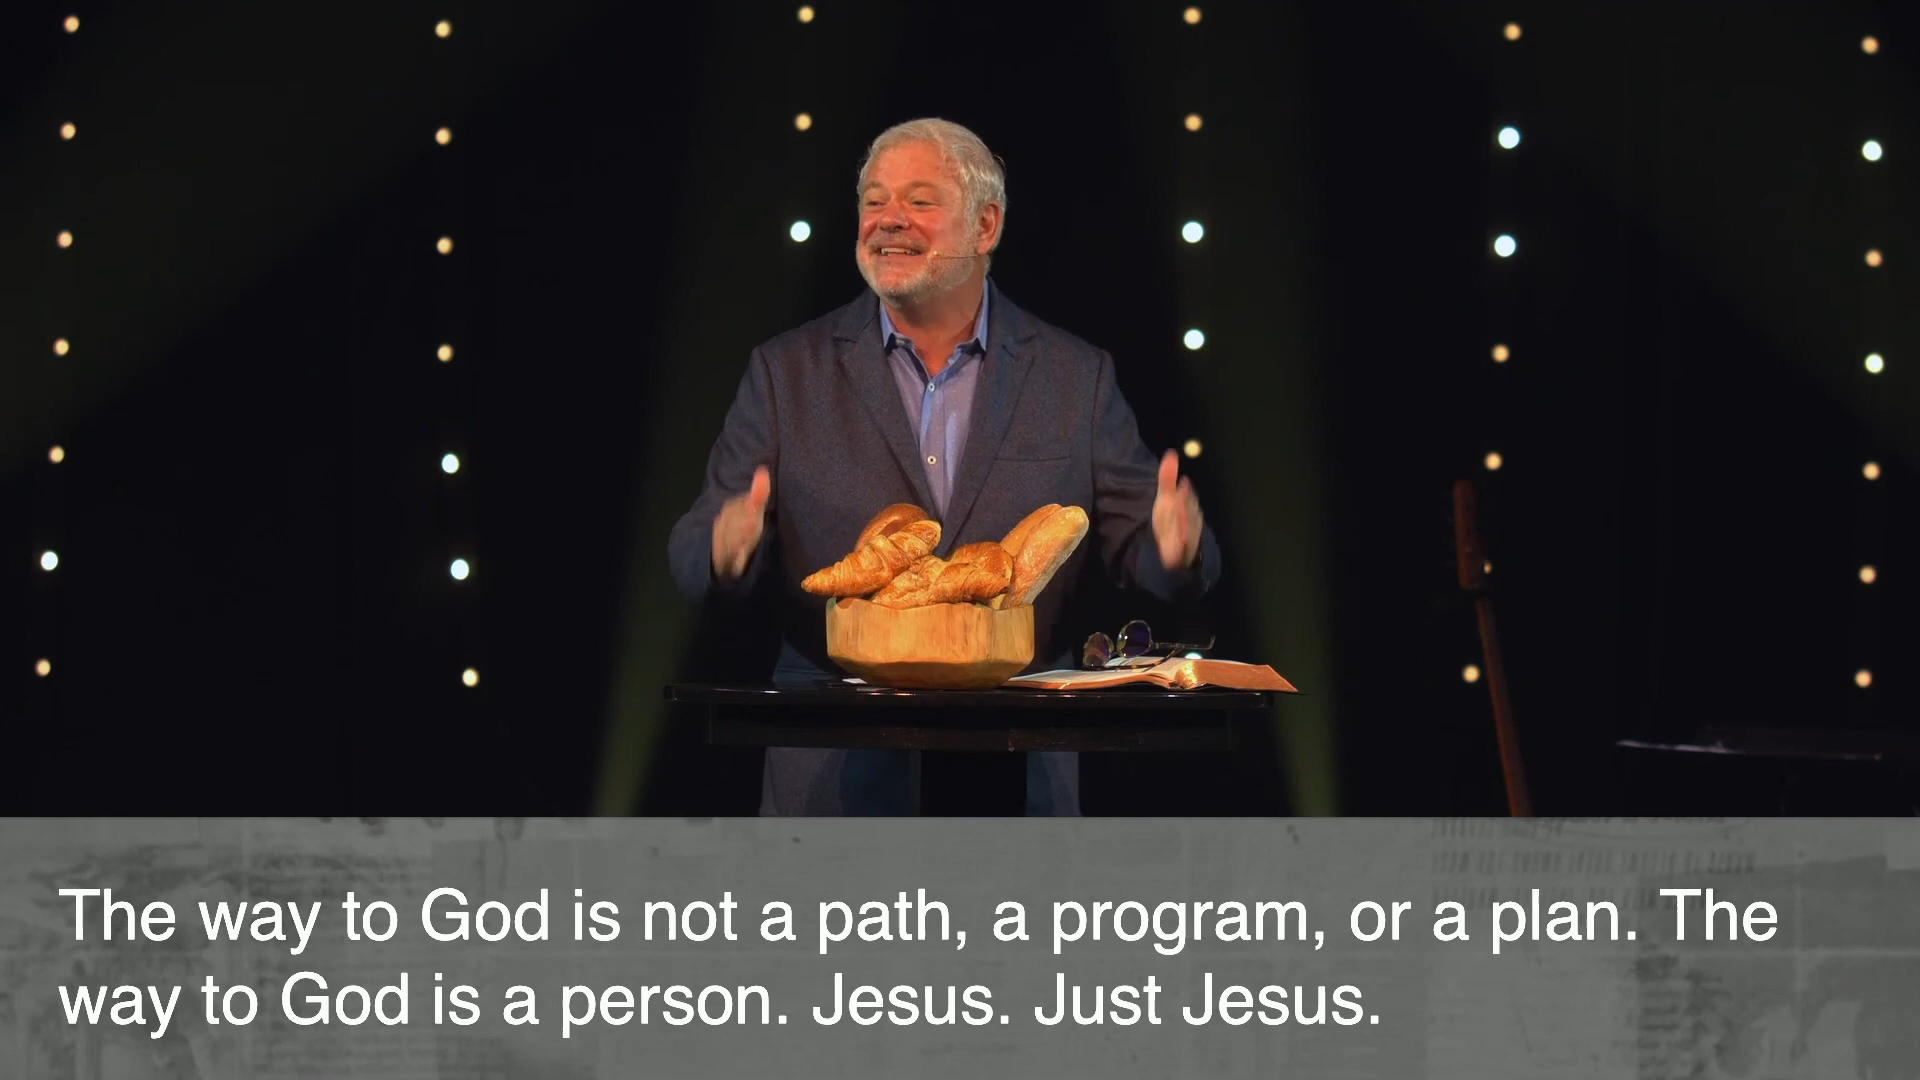 The way to God is not a path, a program, or a plan. The
way to God is a person. Jesus. Just Jesus.